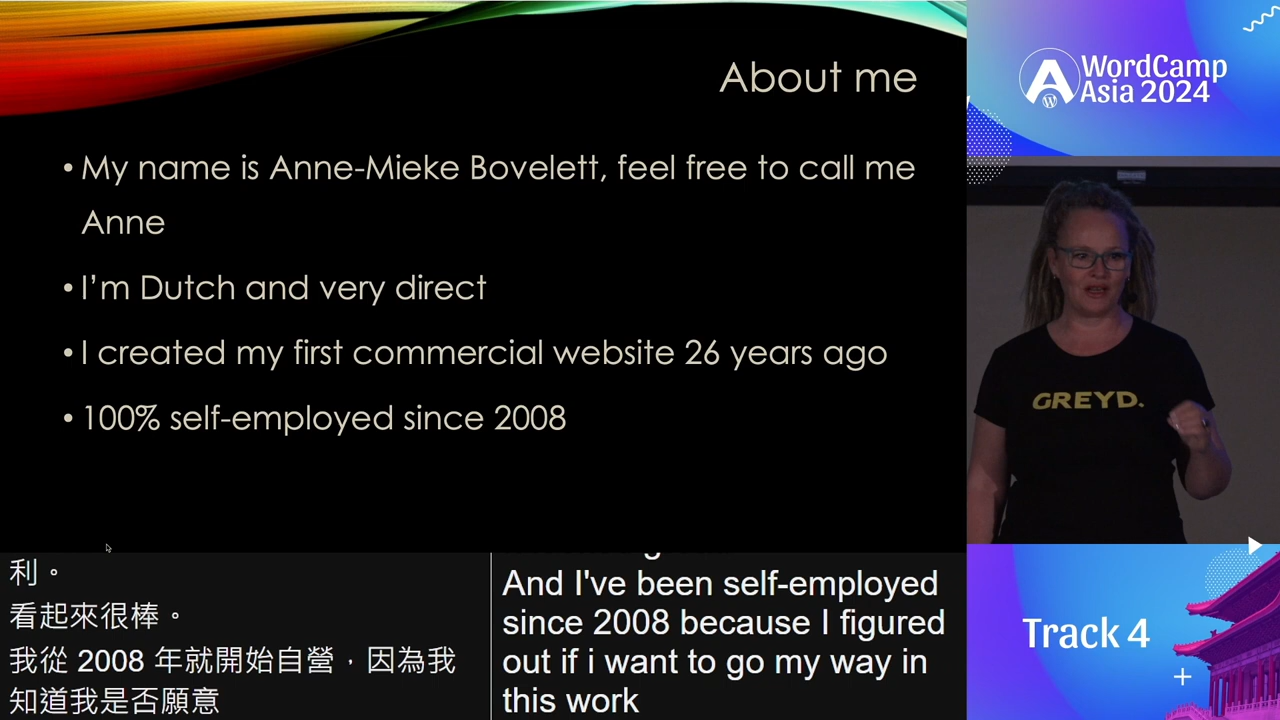 About me
• My name is Anne-Mieke Bovelett, feel free to call me
Anne
• I’m Dutch and very direct
• I created my first commercial website 26 years ago
• 100% self-employed since 2008
WordCamp
Asia 2024
GREYD.
利。
看起來很棒。
我從 2008 年就開始自營，因為我
知道我是否願意
And I've been self-employed
since 2008 because I figured
out if i want to go my way in
this work
Track 4